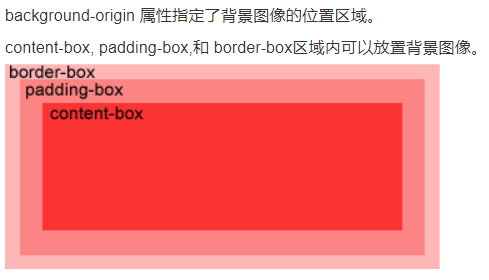 background-origin 属性指定了背景图像的位置区域。
content-box, padding-box,和 border-box区域内可以放置背景图像。
border-box
padding-box
content-box